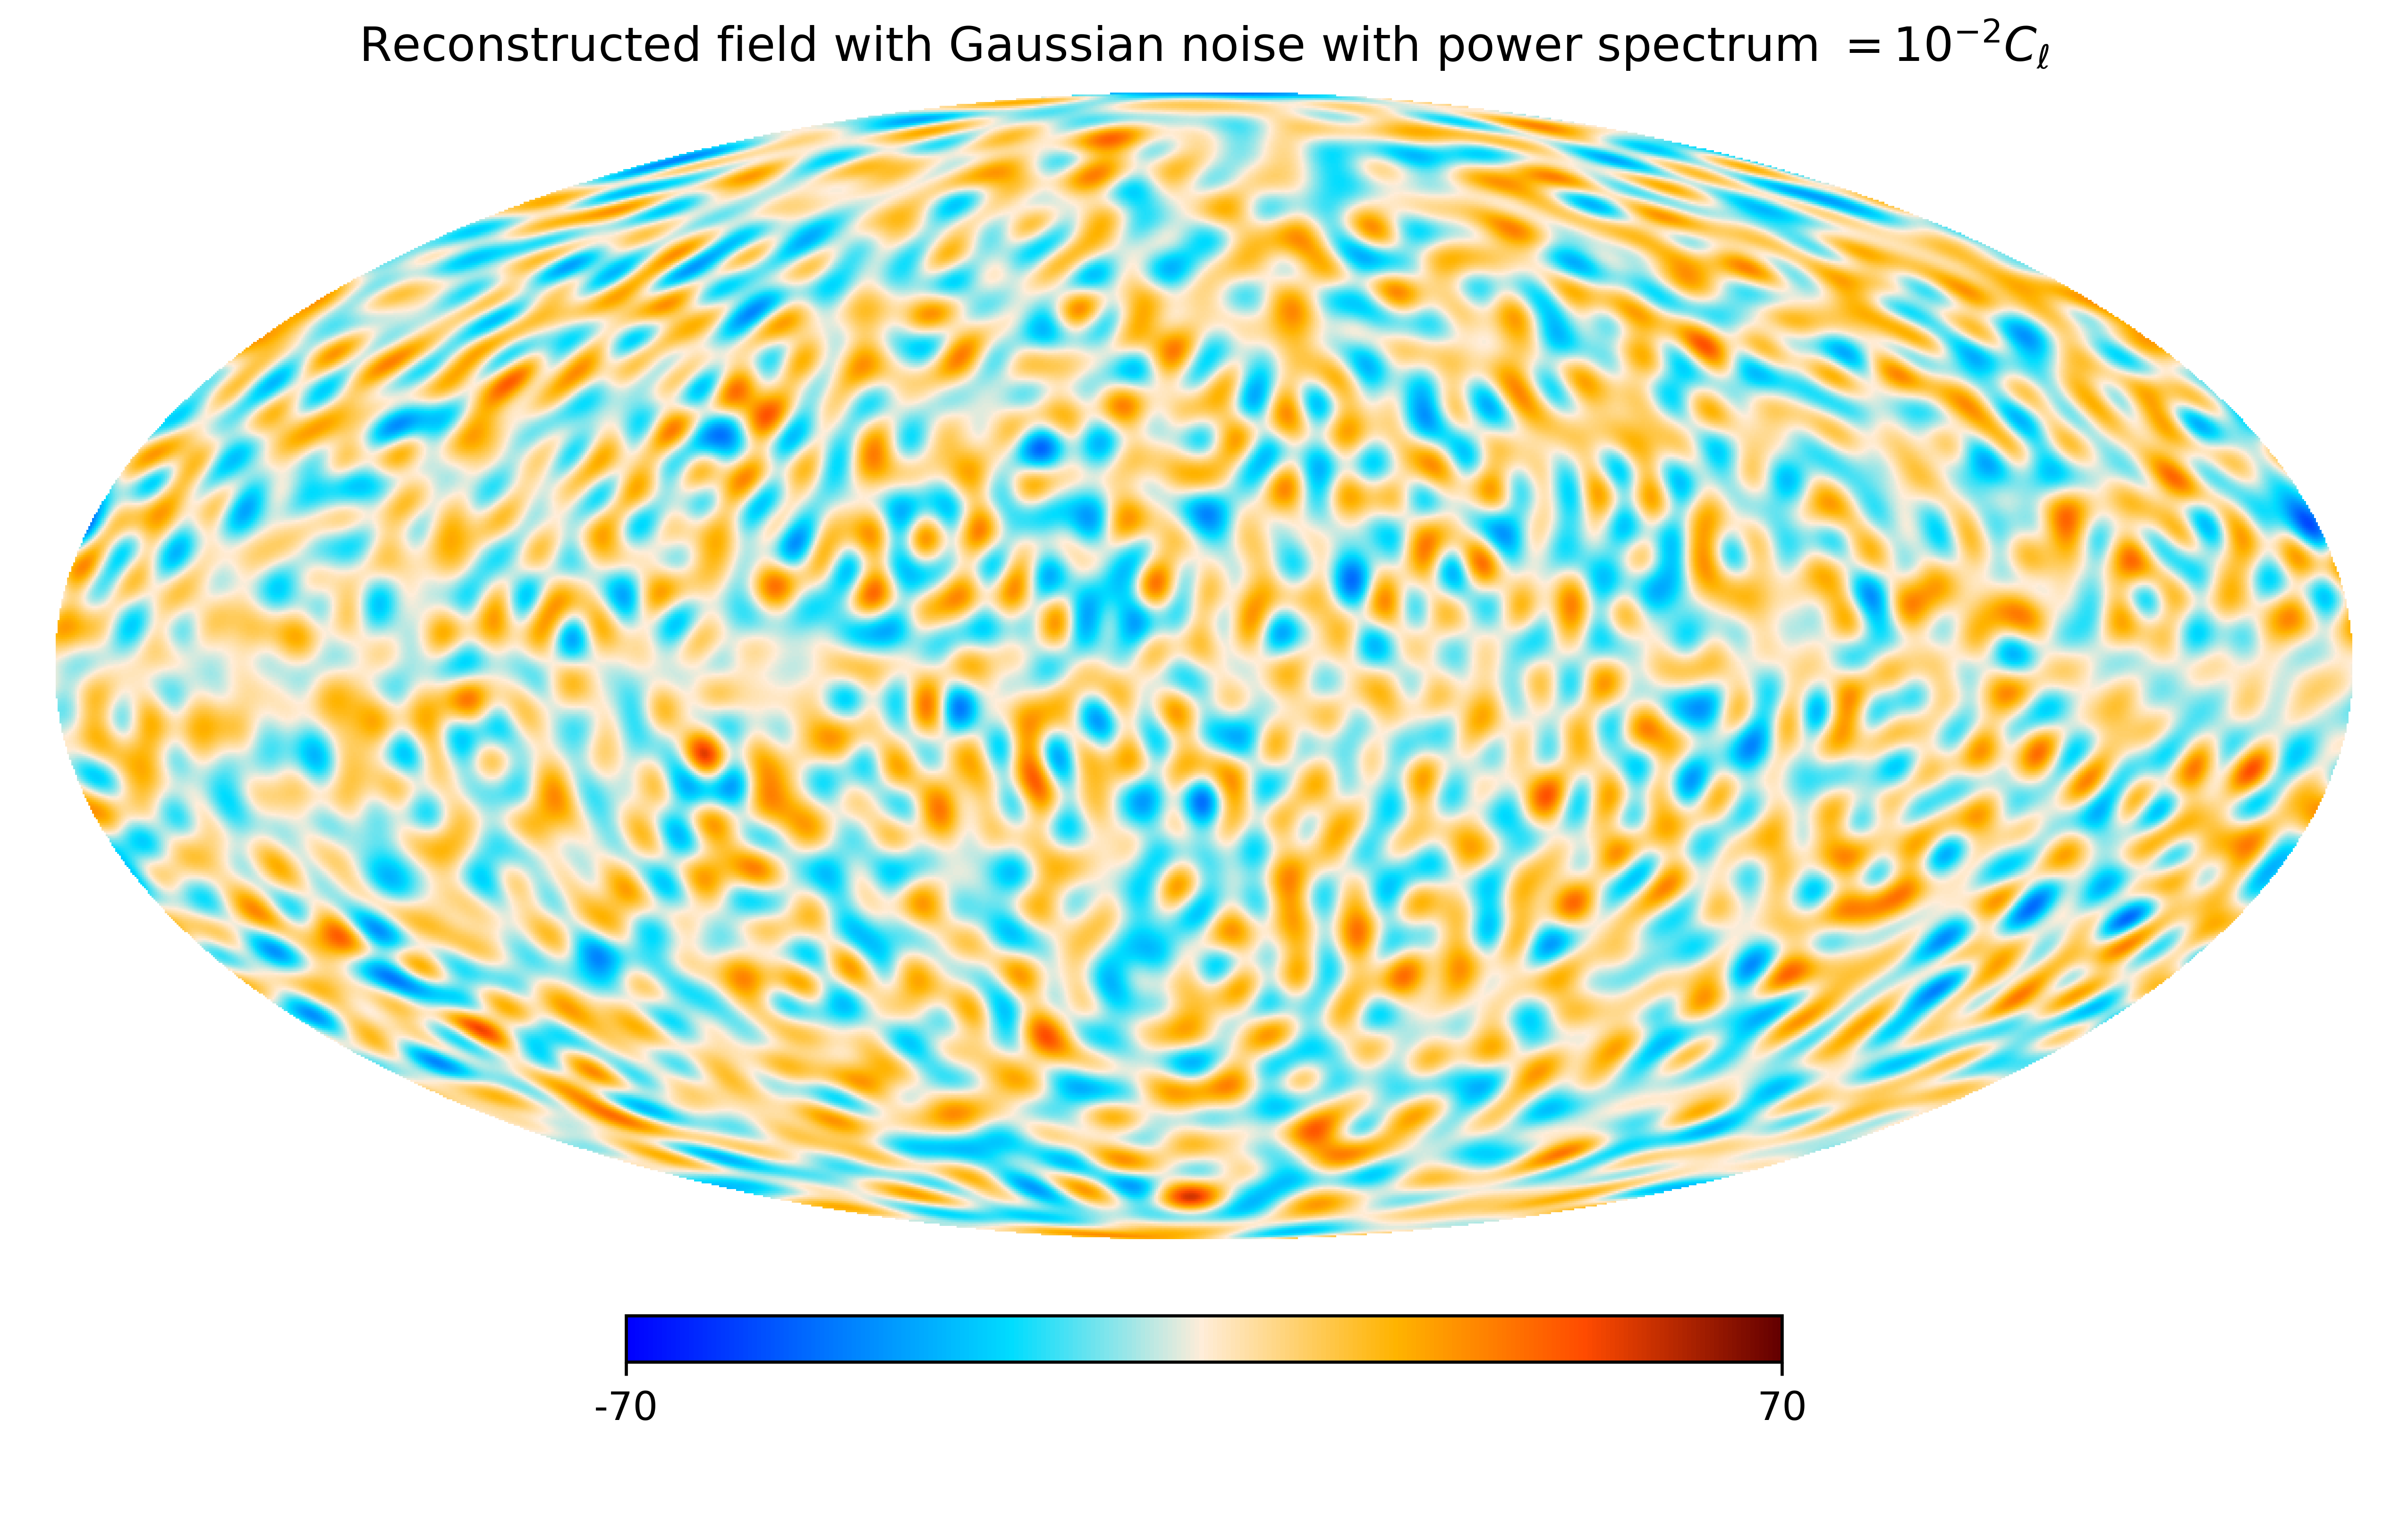 Reconstructed field with Gaussian noise with power spectrum $= 10^{-2}C_\ell$
-70 70